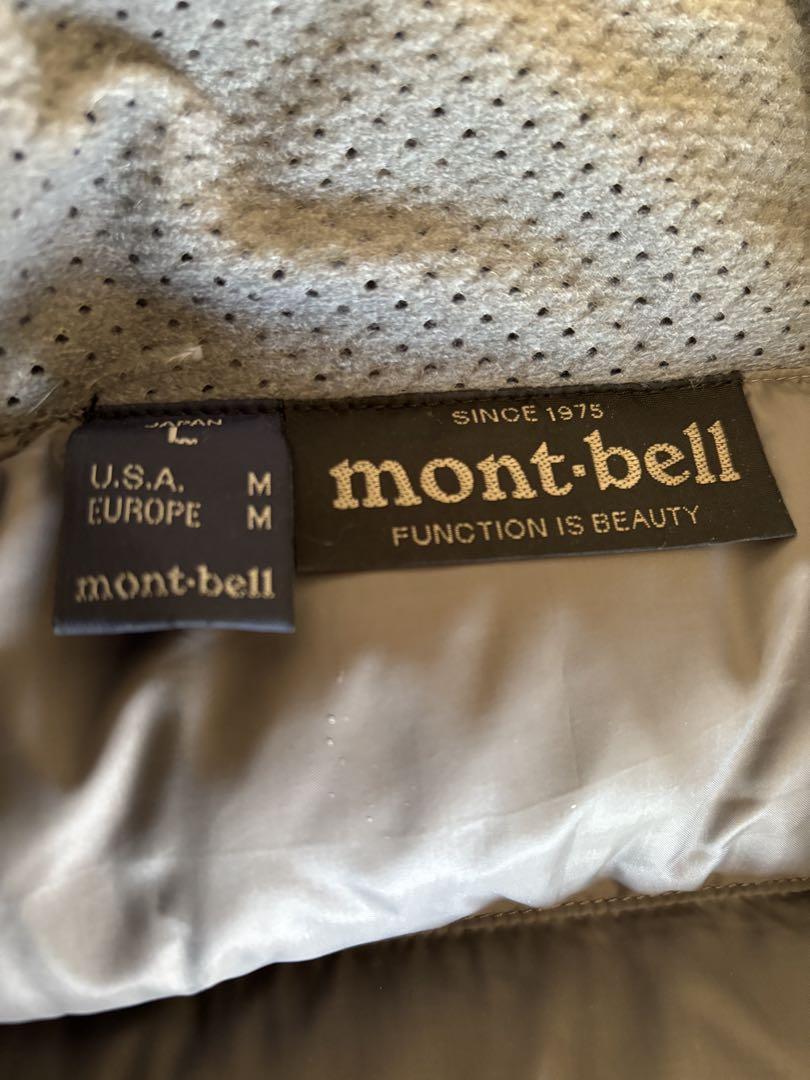 JAPAN L
U.S.A. M
EUROPE M
mont·bell
SINCE 1975
mont·bell
FUNCTION IS BEAUTY